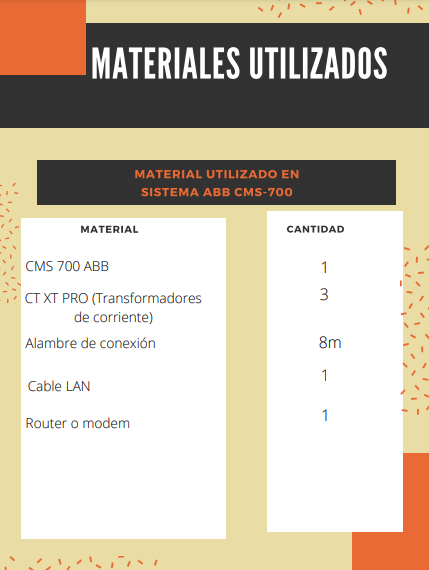 MATERIALES UTILIZADOS
MATERIAL UTILIZADO EN
SISTEMA ABB CMS-700
MATERIAL CANTIDAD
CMS 700 ABB 1
CT XT PRO (Transformadores 3
de corriente)
Alambre de conexión 8m
Cable LAN 1
Router o modem 1